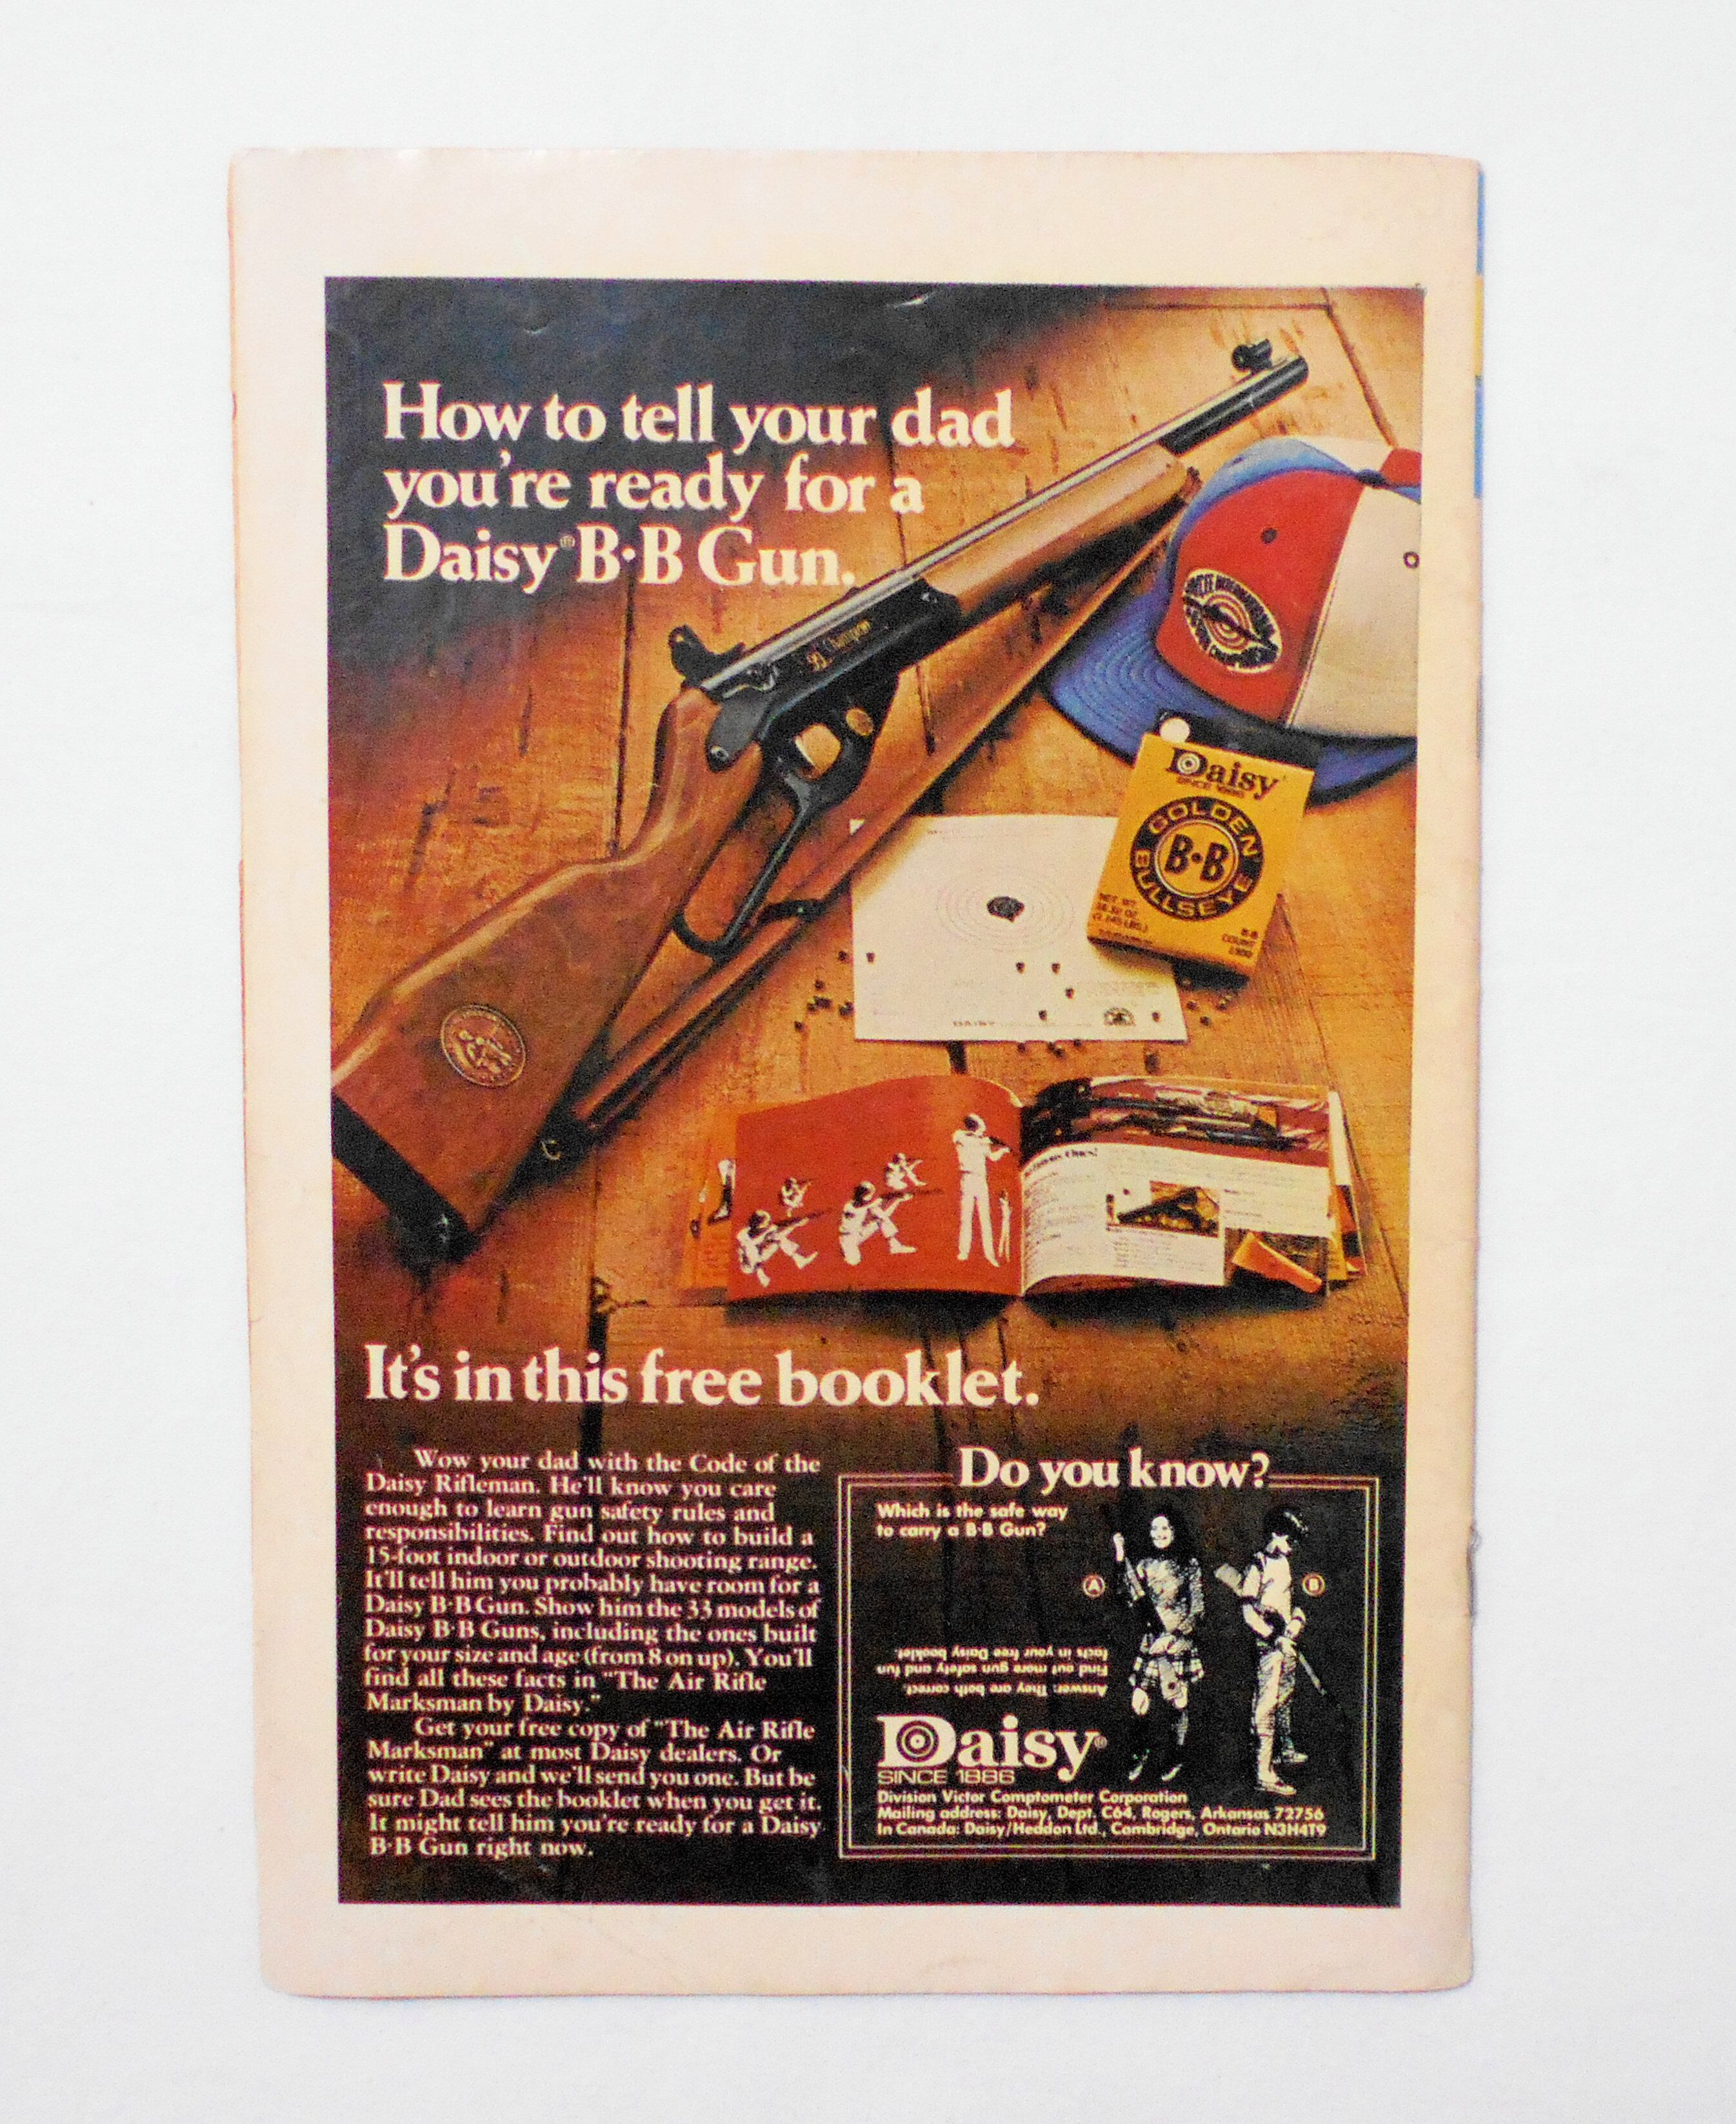 How to tell your dad
you're ready for a
Daisy® B·B Gun.
Champion
Daisy
SINCE 1886
GOLDEN
B·B
BULLSEYE
NET WT.
B·B
COUNT
DAISY
It's in this free booklet.
Wow your dad with the Code of the
Daisy Rifleman. He'll know you care
enough to learn gun safety rules and
responsibilities. Find out how to build a
15-foot indoor or outdoor shooting range.
It'll tell him you probably have room for a
Daisy B·B Gun. Show him the 33 models of
Daisy B·B Guns, including the ones built
for your size and age (from 8 on up). You'll
find all these facts in "The Air Rifle
Marksman by Daisy."
Get your free copy of "The Air Rifle
Marksman" at most Daisy dealers. Or
write Daisy and we'll send you one. But be
sure Dad sees the booklet when you get it.
It might tell him you're ready for a Daisy
B·B Gun right now.
Do you know?
Which is the safe way
to carry a B·B Gun?
A
B
Answer: They are both correct.
Find out more gun safety and fun
facts in your free Daisy booklet.
Daisy®
SINCE 1886
Division Victor Comptometer Corporation
Mailing address: Daisy, Dept. C64, Rogers, Arkansas 72756
In Canada: Daisy/Heddon Ltd., Cambridge, Ontario N3H4T9